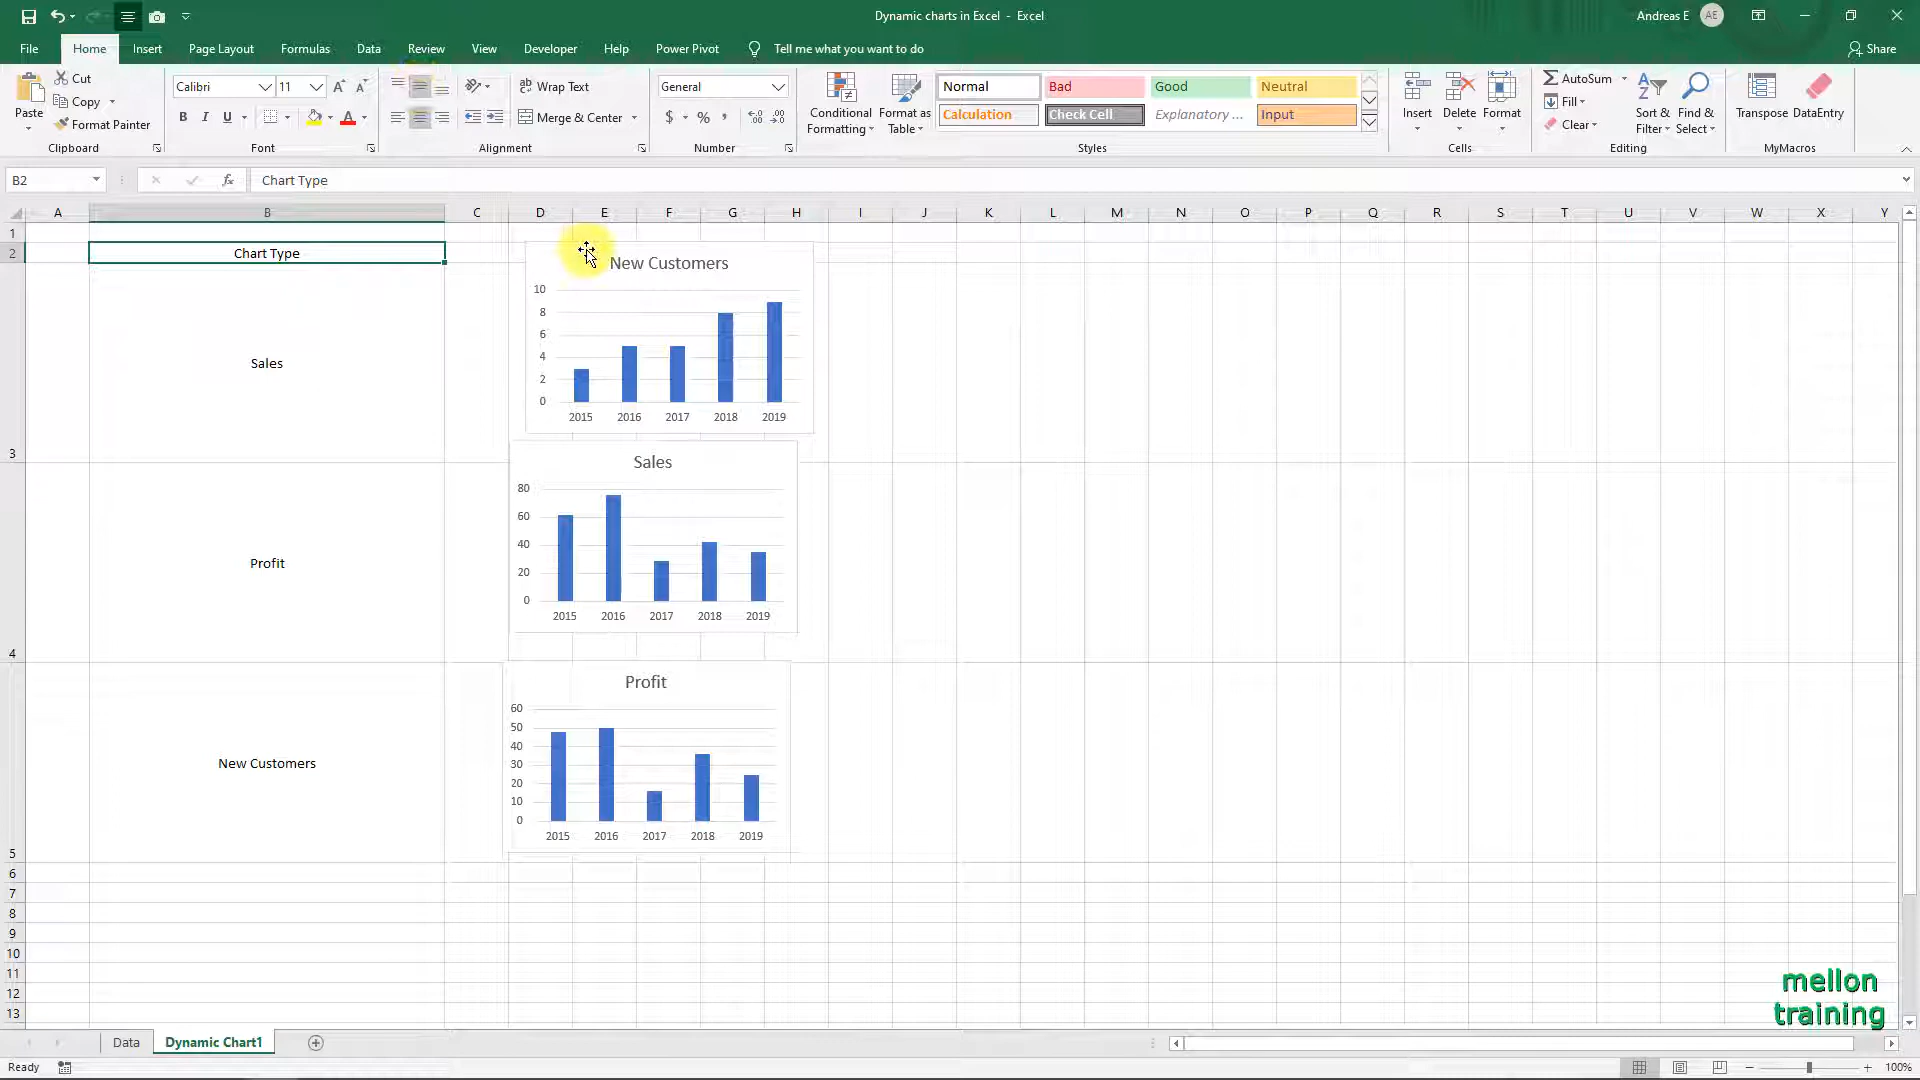 Dynamic charts in Excel - Excel
Andreas E
AE
File Home Insert Page Layout Formulas Data Review View Developer Help Power Pivot Tell me what you want to do
Share
Paste
Cut
Copy
Format Painter
Clipboard
Calibri 11
A A
B I U A
Font
ab Wrap Text
Merge & Center
Alignment
General
$ % ,
Number
Conditional
Formatting
Format as
Table
Normal Bad Good Neutral
Calculation Check Cell Explanatory ... Input
Styles
Insert Delete Format
Cells
AutoSum
Fill
Clear
Sort &
Filter
Find &
Select
Editing
Transpose DataEntry
MyMacros
B2
fx
Chart Type
A B C D E F G H I J K L M N O P Q R S T U V W X Y
1
2
3
4
5
6
7
8
9
10
11
12
13
Chart Type
Sales
Profit
New Customers
New Customers
10
8
6
4
2
0
2015 2016 2017 2018 2019
Sales
80
60
40
20
0
2015 2016 2017 2018 2019
Profit
60
50
40
30
20
10
0
2015 2016 2017 2018 2019
mellon
training
Data Dynamic Chart1
Ready
100%